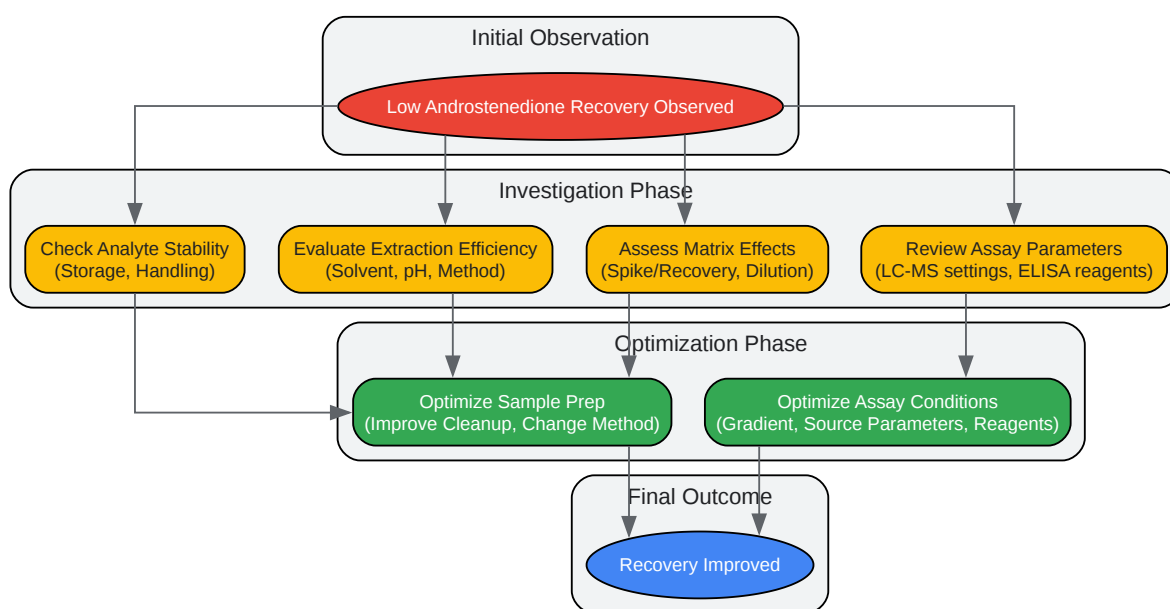 Initial Observation
Low Androstenedione Recovery Observed
Investigation Phase
Check Analyte Stability
(Storage, Handling)
Evaluate Extraction Efficiency
(Solvent, pH, Method)
Assess Matrix Effects
(Spike/Recovery, Dilution)
Review Assay Parameters
(LC-MS settings, ELISA reagents)
Optimization Phase
Optimize Sample Prep
(Improve Cleanup, Change Method)
Optimize Assay Conditions
(Gradient, Source Parameters, Reagents)
Final Outcome
Recovery Improved